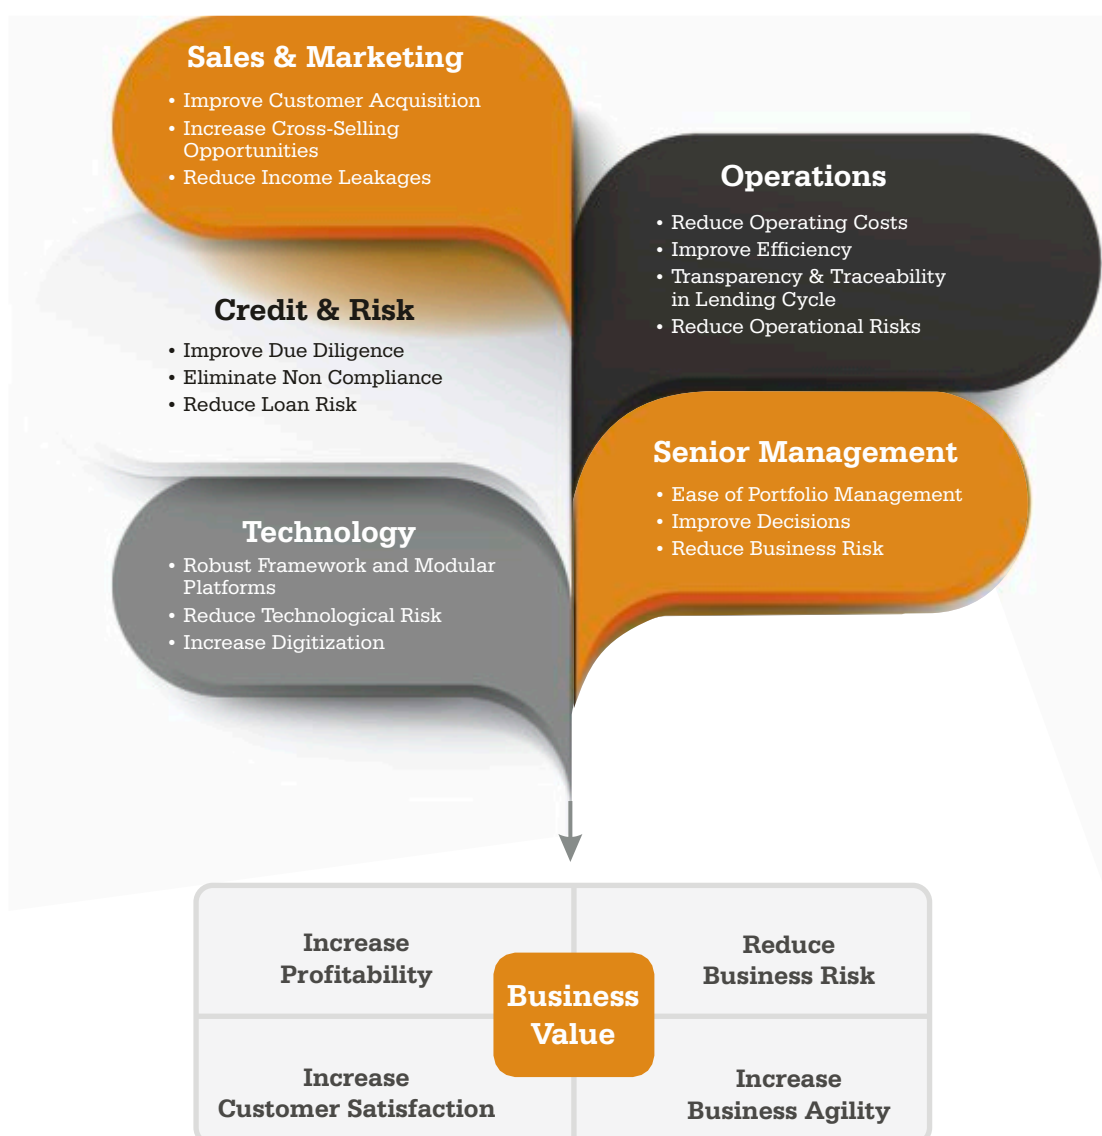 Sales & Marketing
• Improve Customer Acquisition
• Increase Cross-Selling
Opportunities
• Reduce Income Leakages
Operations
• Reduce Operating Costs
• Improve Efficiency
• Transparency & Traceability
in Lending Cycle
• Reduce Operational Risks
Credit & Risk
• Improve Due Diligence
• Eliminate Non Compliance
• Reduce Loan Risk
Senior Management
• Ease of Portfolio Management
• Improve Decisions
• Reduce Business Risk
Technology
• Robust Framework and Modular
Platforms
• Reduce Technological Risk
• Increase Digitization
Increase
Profitability
Reduce
Business Risk
Business
Value
Increase
Customer Satisfaction
Increase
Business Agility